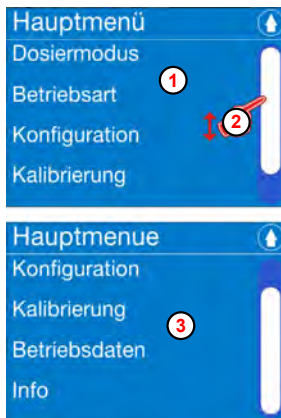 Hauptmenü
Dosiermodus
1
Betriebsart
2
Konfiguration
Kalibrierung
Hauptmenue
Konfiguration
Kalibrierung
3
Betriebsdaten
Info